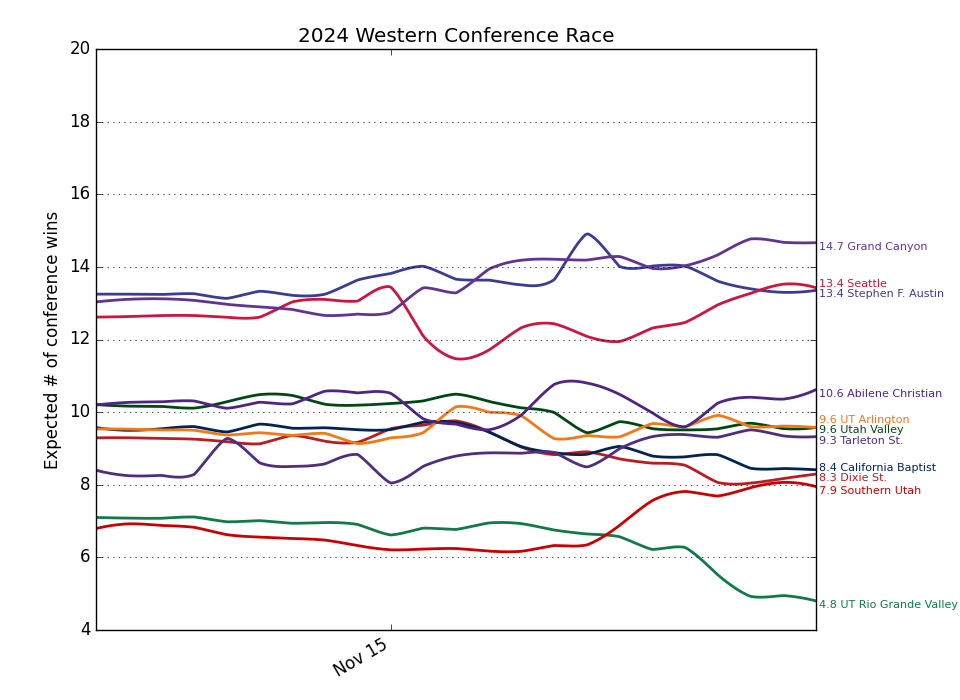 2024 Western Conference Race
Expected # of conference wins
20
18
16
14
12
10
8
6
4
Nov 15
14.7 Grand Canyon
13.4 Seattle
13.4 Stephen F. Austin
10.6 Abilene Christian
9.6 UT Arlington
9.6 Utah Valley
9.3 Tarleton St.
8.4 California Baptist
8.3 Dixie St.
7.9 Southern Utah
4.8 UT Rio Grande Valley